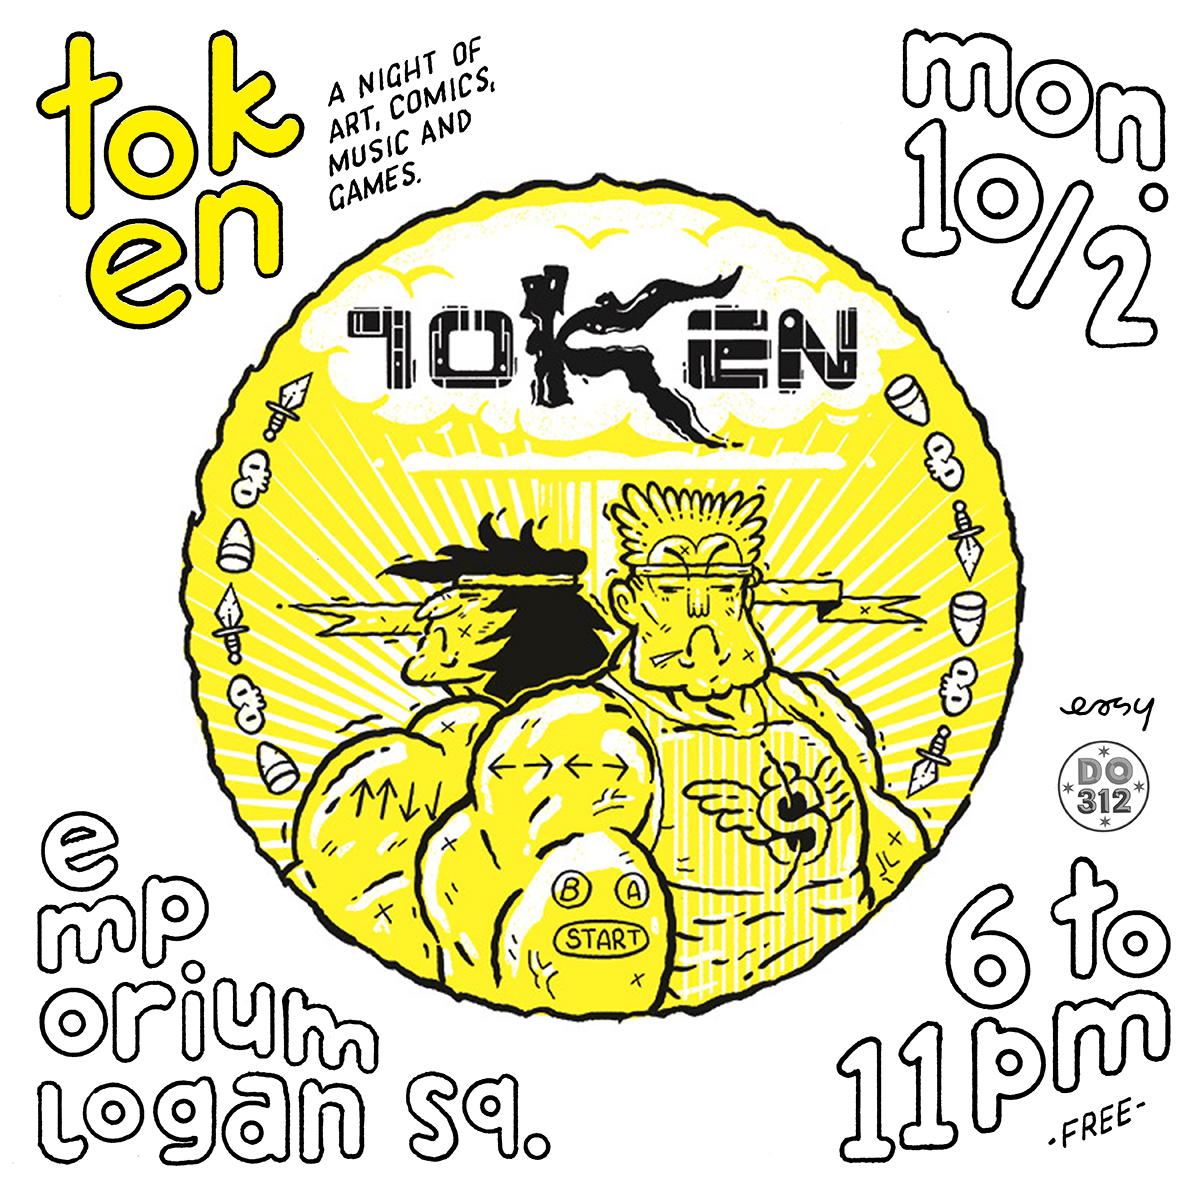 tok
en
A NIGHT OF
ART, COMICS,
MUSIC AND
GAMES.
mon.
10/2
TOKEN
B A
START
DO
312
e
mp
orium
logan sq.
6 to
11pm
-FREE-